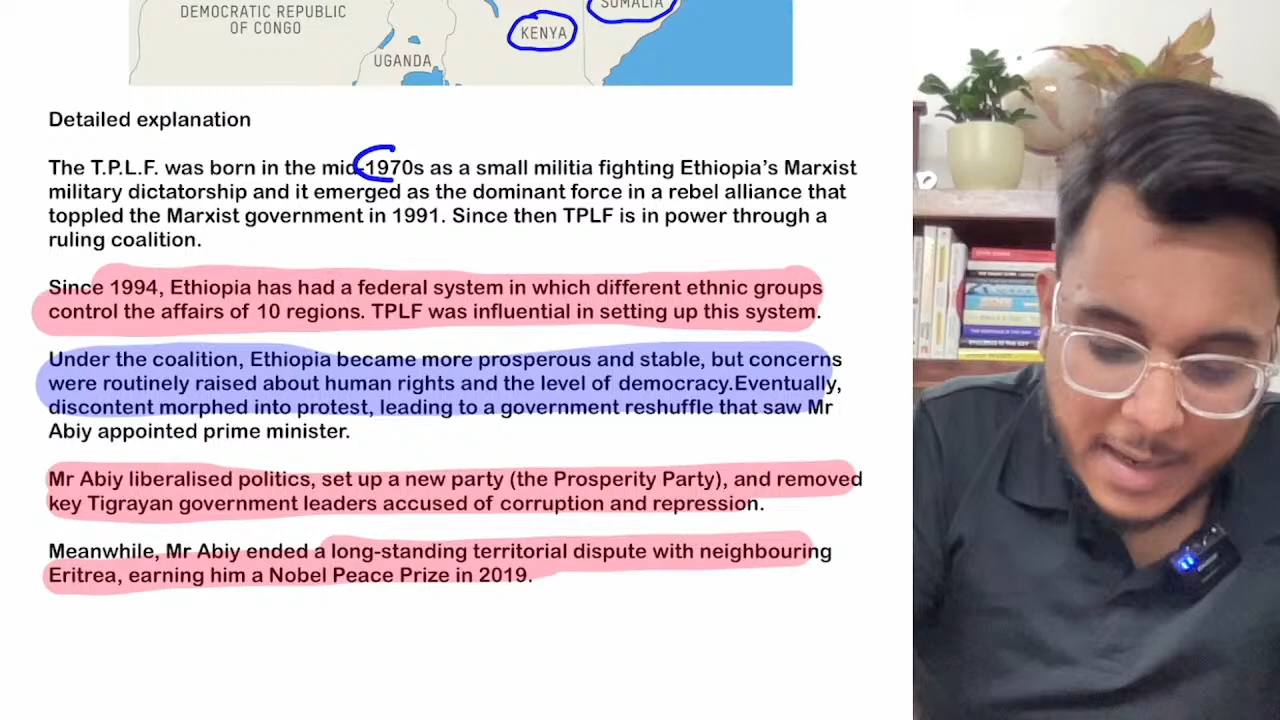 DEMOCRATIC REPUBLIC
OF CONGO
SOMALIA
KENYA
UGANDA
Detailed explanation
The T.P.L.F. was born in the mid-1970s as a small militia fighting Ethiopia's Marxist
military dictatorship and it emerged as the dominant force in a rebel alliance that
toppled the Marxist government in 1991. Since then TPLF is in power through a
ruling coalition.
Since 1994, Ethiopia has had a federal system in which different ethnic groups
control the affairs of 10 regions. TPLF was influential in setting up this system.
Under the coalition, Ethiopia became more prosperous and stable, but concerns
were routinely raised about human rights and the level of democracy.Eventually,
discontent morphed into protest, leading to a government reshuffle that saw Mr
Abiy appointed prime minister.
Mr Abiy liberalised politics, set up a new party (the Prosperity Party), and removed
key Tigrayan government leaders accused of corruption and repression.
Meanwhile, Mr Abiy ended a long-standing territorial dispute with neighbouring
Eritrea, earning him a Nobel Peace Prize in 2019.